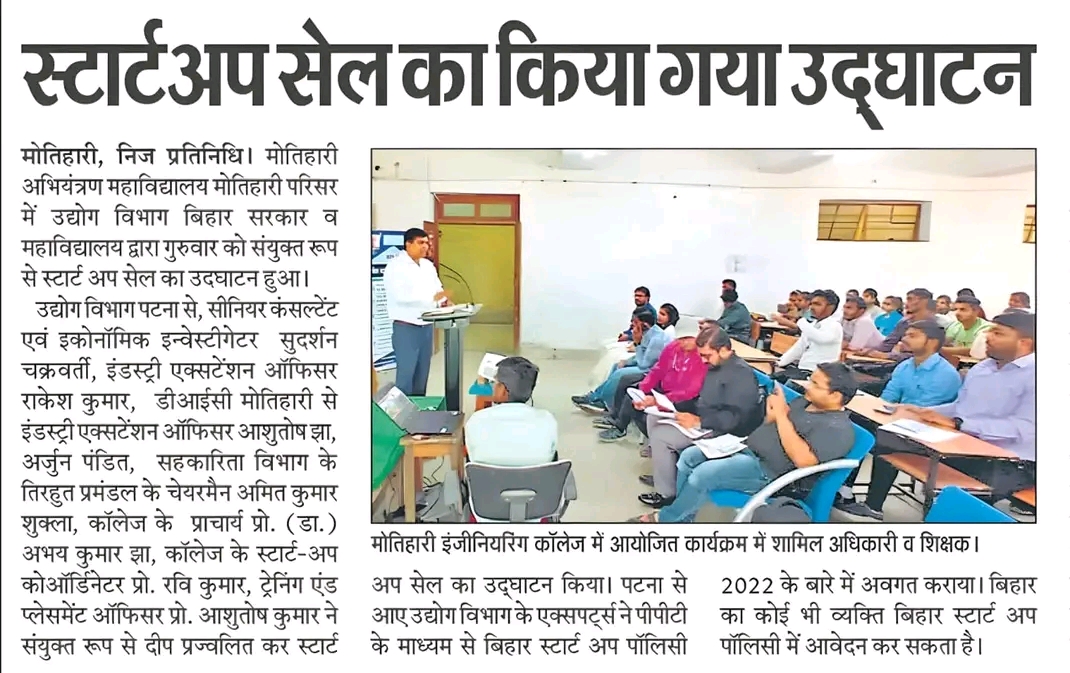 स्टार्टअप सेल का किया गया उद्घाटन
मोतिहारी, निज प्रतिनिधि। मोतिहारी
अभियंत्रण महाविद्यालय मोतिहारी परिसर
में उद्योग विभाग बिहार सरकार व
महाविद्यालय द्वारा गुरुवार को संयुक्त रूप
से स्टार्ट अप सेल का उदघाटन हुआ।
उद्योग विभाग पटना से, सीनियर कंसल्टेंट
एवं इकोनॉमिक इन्वेस्टीगेटर सुदर्शन
चक्रवर्ती, इंडस्ट्री एक्सटेंशन ऑफिसर
राकेश कुमार, डीआईसी मोतिहारी से
इंडस्ट्री एक्सटेंशन ऑफिसर आशुतोष झा,
अर्जुन पंडित, सहकारिता विभाग के
तिरहुत प्रमंडल के चेयरमैन अमित कुमार
शुक्ला, कॉलेज के प्राचार्य प्रो. (डा.)
अभय कुमार झा, कॉलेज के स्टार्ट-अप
कोऑर्डिनेटर प्रो. रवि कुमार, ट्रेनिंग एंड
प्लेसमेंट ऑफिसर प्रो. आशुतोष कुमार ने
संयुक्त रूप से दीप प्रज्वलित कर स्टार्ट
मोतिहारी इंजीनियरिंग कॉलेज में आयोजित कार्यक्रम में शामिल अधिकारी व शिक्षक।
अप सेल का उद्घाटन किया। पटना से
आए उद्योग विभाग के एक्सपर्ट्स ने पीपीटी
के माध्यम से बिहार स्टार्ट अप पॉलिसी
2022 के बारे में अवगत कराया। बिहार
का कोई भी व्यक्ति बिहार स्टार्ट अप
पॉलिसी में आवेदन कर सकता है।